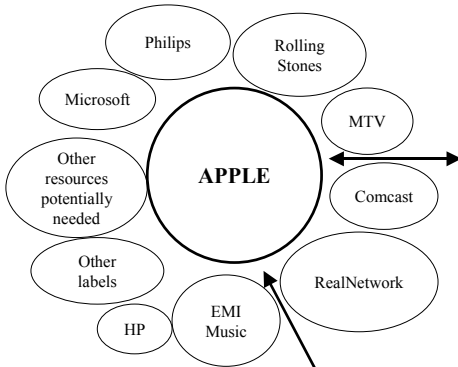 Philips
Rolling
Stones
Microsoft
MTV
Other
resources
potentially
needed
APPLE
Comcast
Other
labels
RealNetwork
HP
EMI
Music